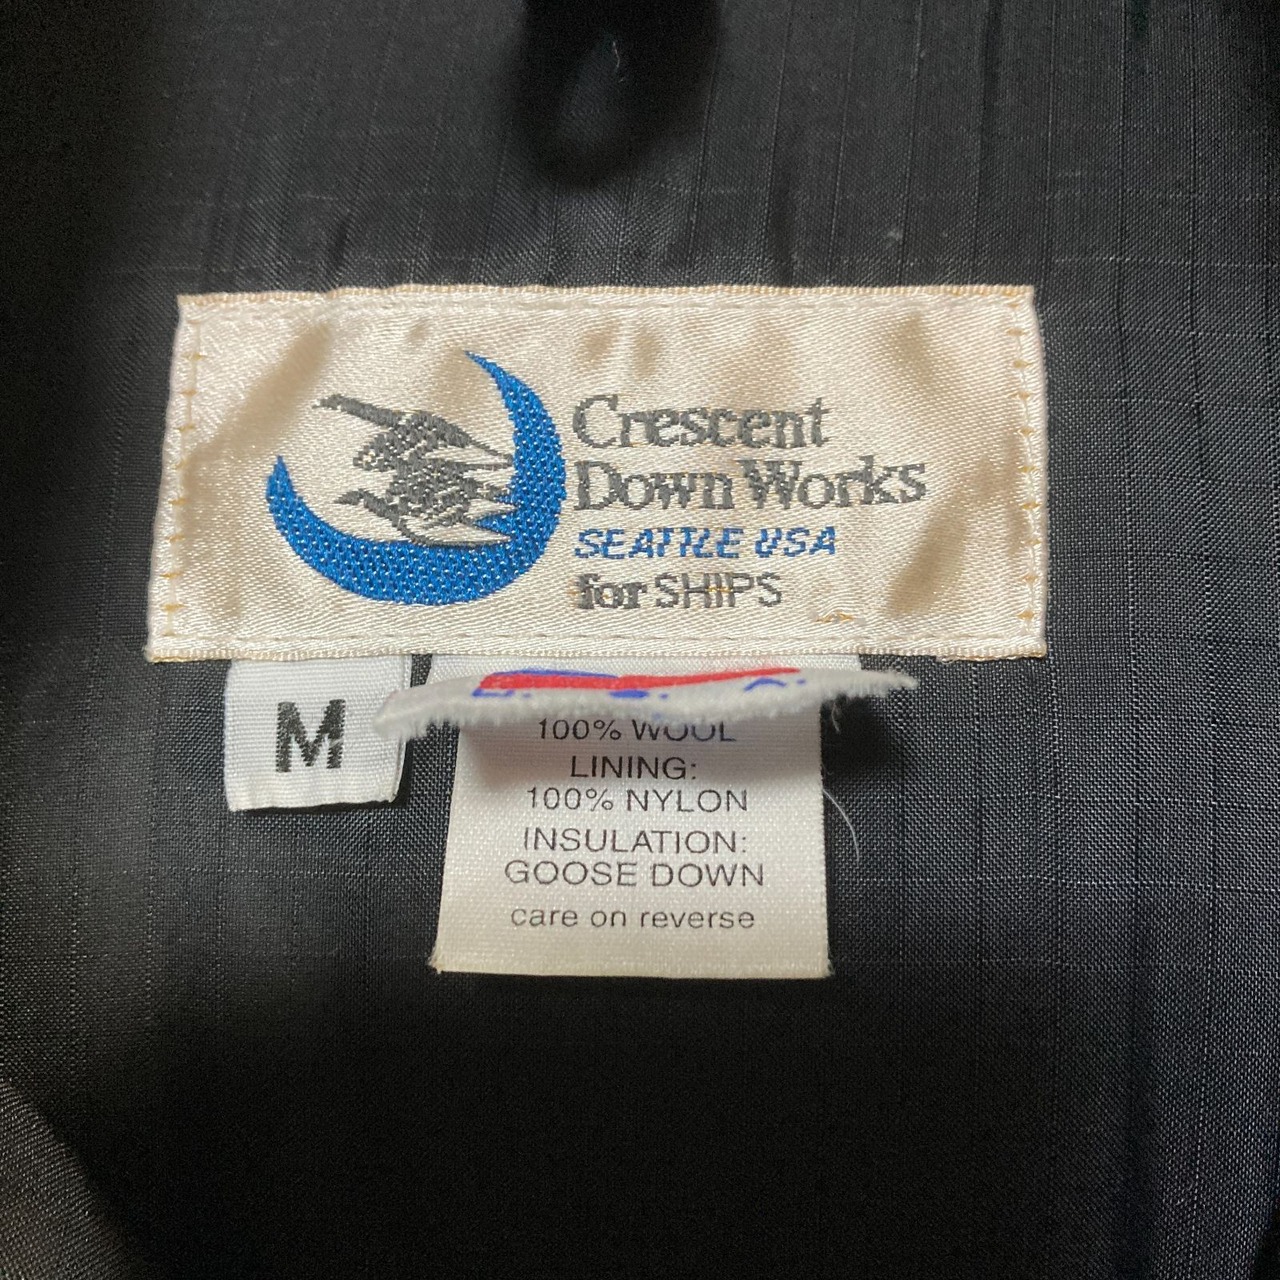 Crescent
Down Works
SEATTLE USA
for SHIPS
M
100% WOOL
LINING:
100% NYLON
INSULATION:
GOOSE DOWN
care on reverse